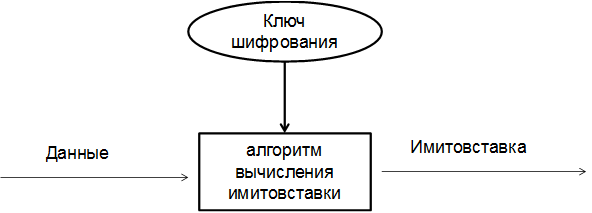 Ключ
шифрования
Данные
алгоритм
вычисления
имитовставки
Имитовставка